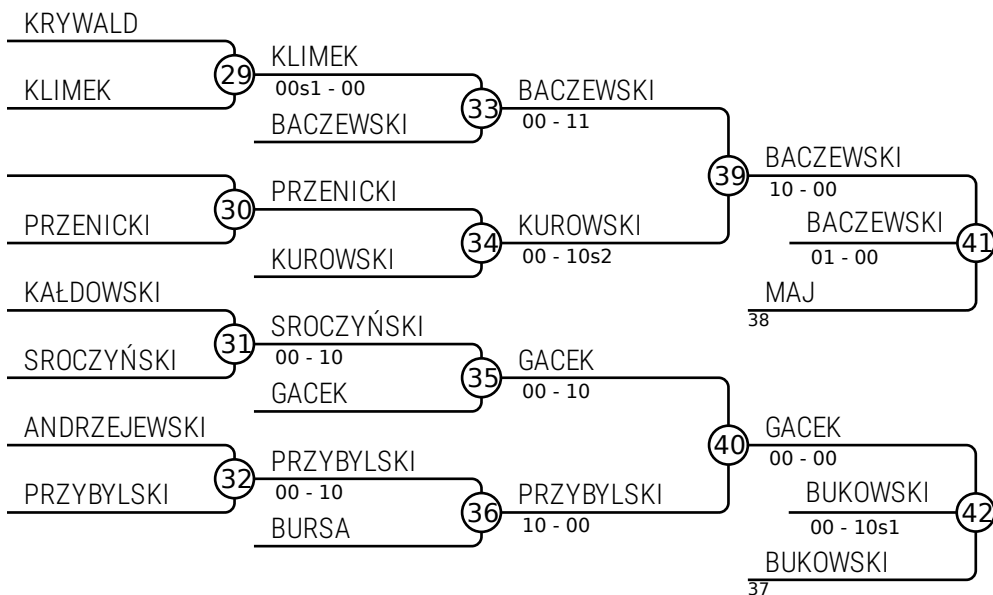 KRYWALD
KLIMEK
29
KLIMEK
00s1 - 00
BACZEWSKI
33
BACZEWSKI
00 - 11
PRZENICKI
30
PRZENICKI
KUROWSKI
34
KUROWSKI
00 - 10s2
39
BACZEWSKI
10 - 00
BACZEWSKI
01 - 00
41
MAJ
38
KAŁDOWSKI
SROCZYŃSKI
31
SROCZYŃSKI
00 - 10
GACEK
35
GACEK
00 - 10
ANDRZEJEWSKI
PRZYBYLSKI
32
PRZYBYLSKI
00 - 10
BURSA
36
PRZYBYLSKI
10 - 00
40
GACEK
00 - 00
BUKOWSKI
00 - 10s1
42
BUKOWSKI
37